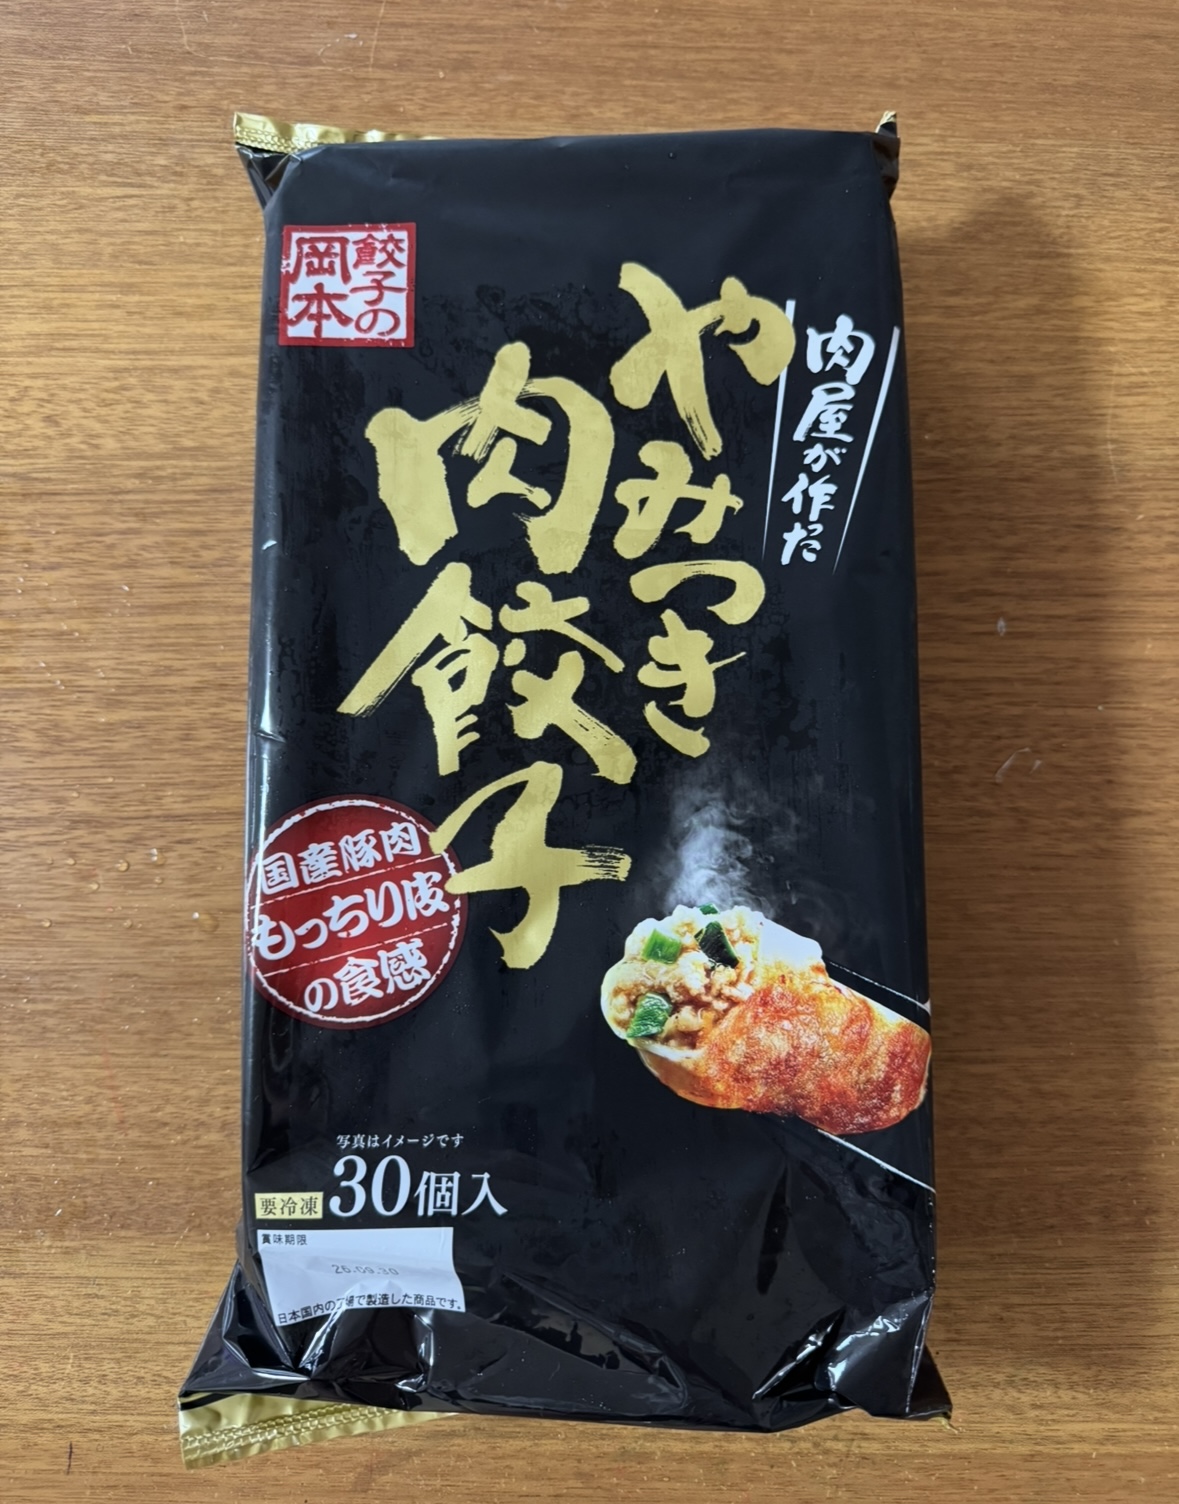 餃子の
岡本
肉屋が作った
やみつき
肉餃子
国産豚肉
もっちり皮
の食感
写真はイメージです
要冷凍
30個入
賞味期限
26.09.30
日本国内の工場で製造した商品です。